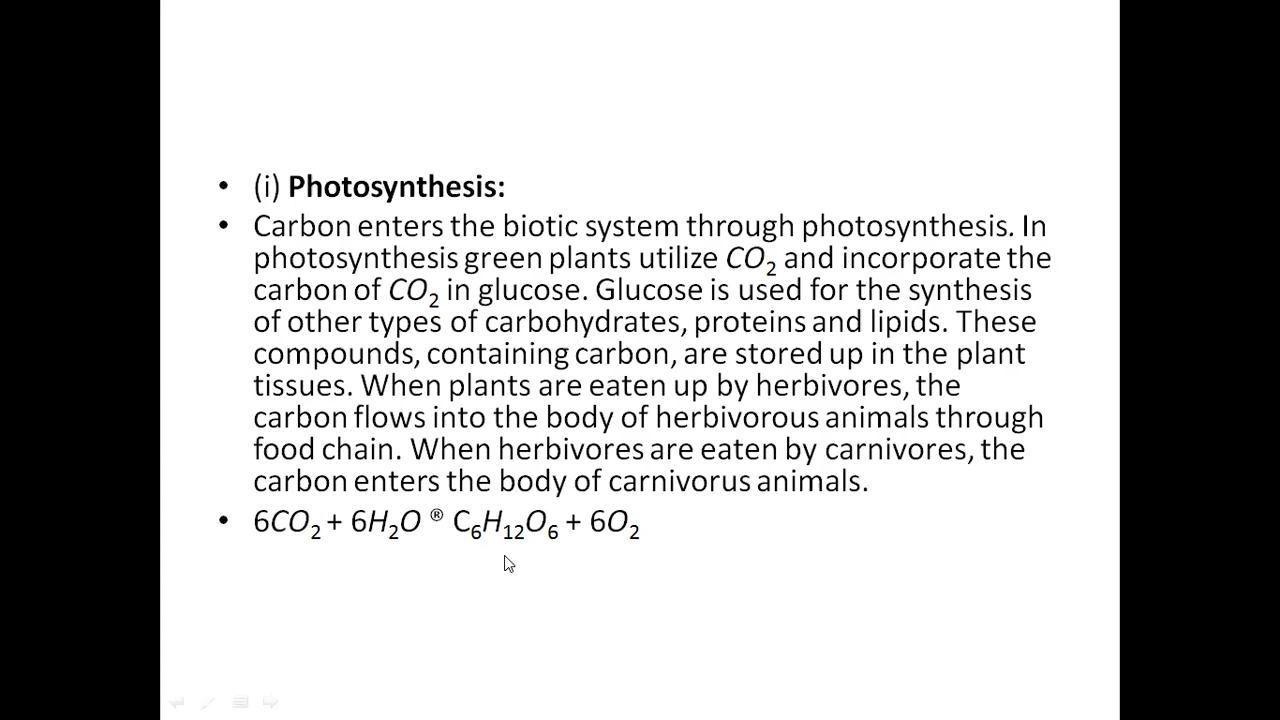 • (i) Photosynthesis:
• Carbon enters the biotic system through photosynthesis. In
photosynthesis green plants utilize CO₂ and incorporate the
carbon of CO₂ in glucose. Glucose is used for the synthesis
of other types of carbohydrates, proteins and lipids. These
compounds, containing carbon, are stored up in the plant
tissues. When plants are eaten up by herbivores, the
carbon flows into the body of herbivorous animals through
food chain. When herbivores are eaten by carnivores, the
carbon enters the body of carnivorus animals.
• 6CO₂ + 6H₂O ® C₆H₁₂O₆ + 6O₂